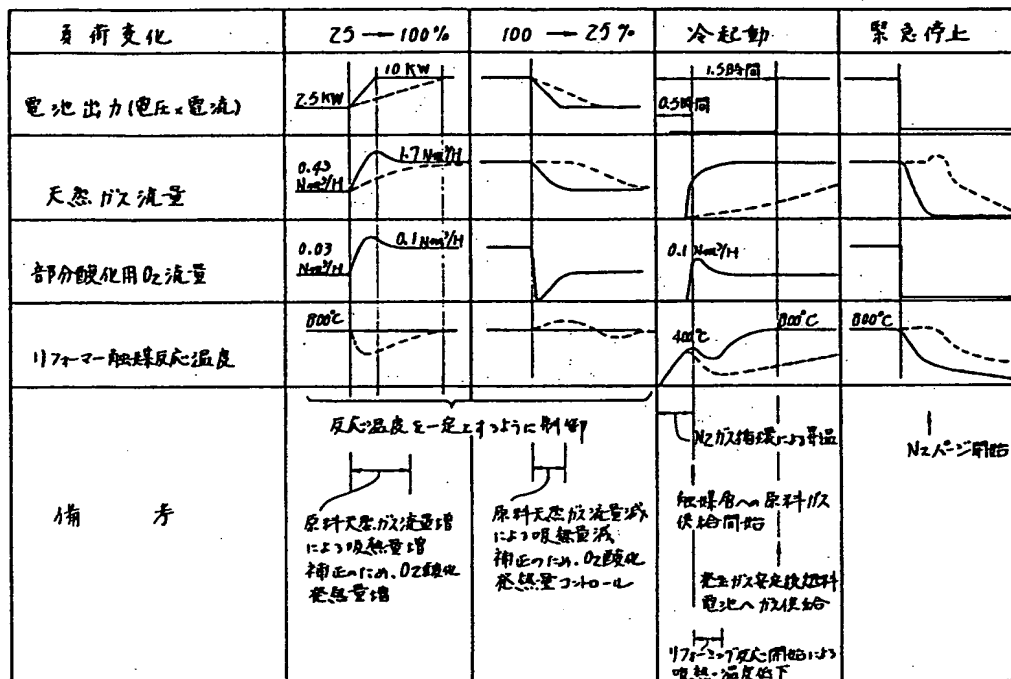 負荷変化
25 → 100%
100 → 25%
冷起動
緊急停止
電池出力(電圧×電流)
2.5KW
10KW
1.5時間
0.5時間
天然ガス流量
0.43
Nm³/H
1.7Nm³/H
部分酸化用O₂流量
0.03
Nm³/H
0.1Nm³/H
0.1Nm³/H
リフォーマー触媒反応温度
800℃
400℃
800℃
800℃
備考
反応温度を一定とするように制御
原料天然ガス流量増
による吸熱量増
補正のため、O₂酸化
発熱量増
原料天然ガス流量減
による吸熱量減
補正のため、O₂酸化
発熱量コントロール
N₂ガス循環による昇温
触媒層への原料ガス
供給開始
発生ガス安定後燃料
電池へガス供給
リフォーミング反応開始による
吸熱・温度低下
N₂パージ開始